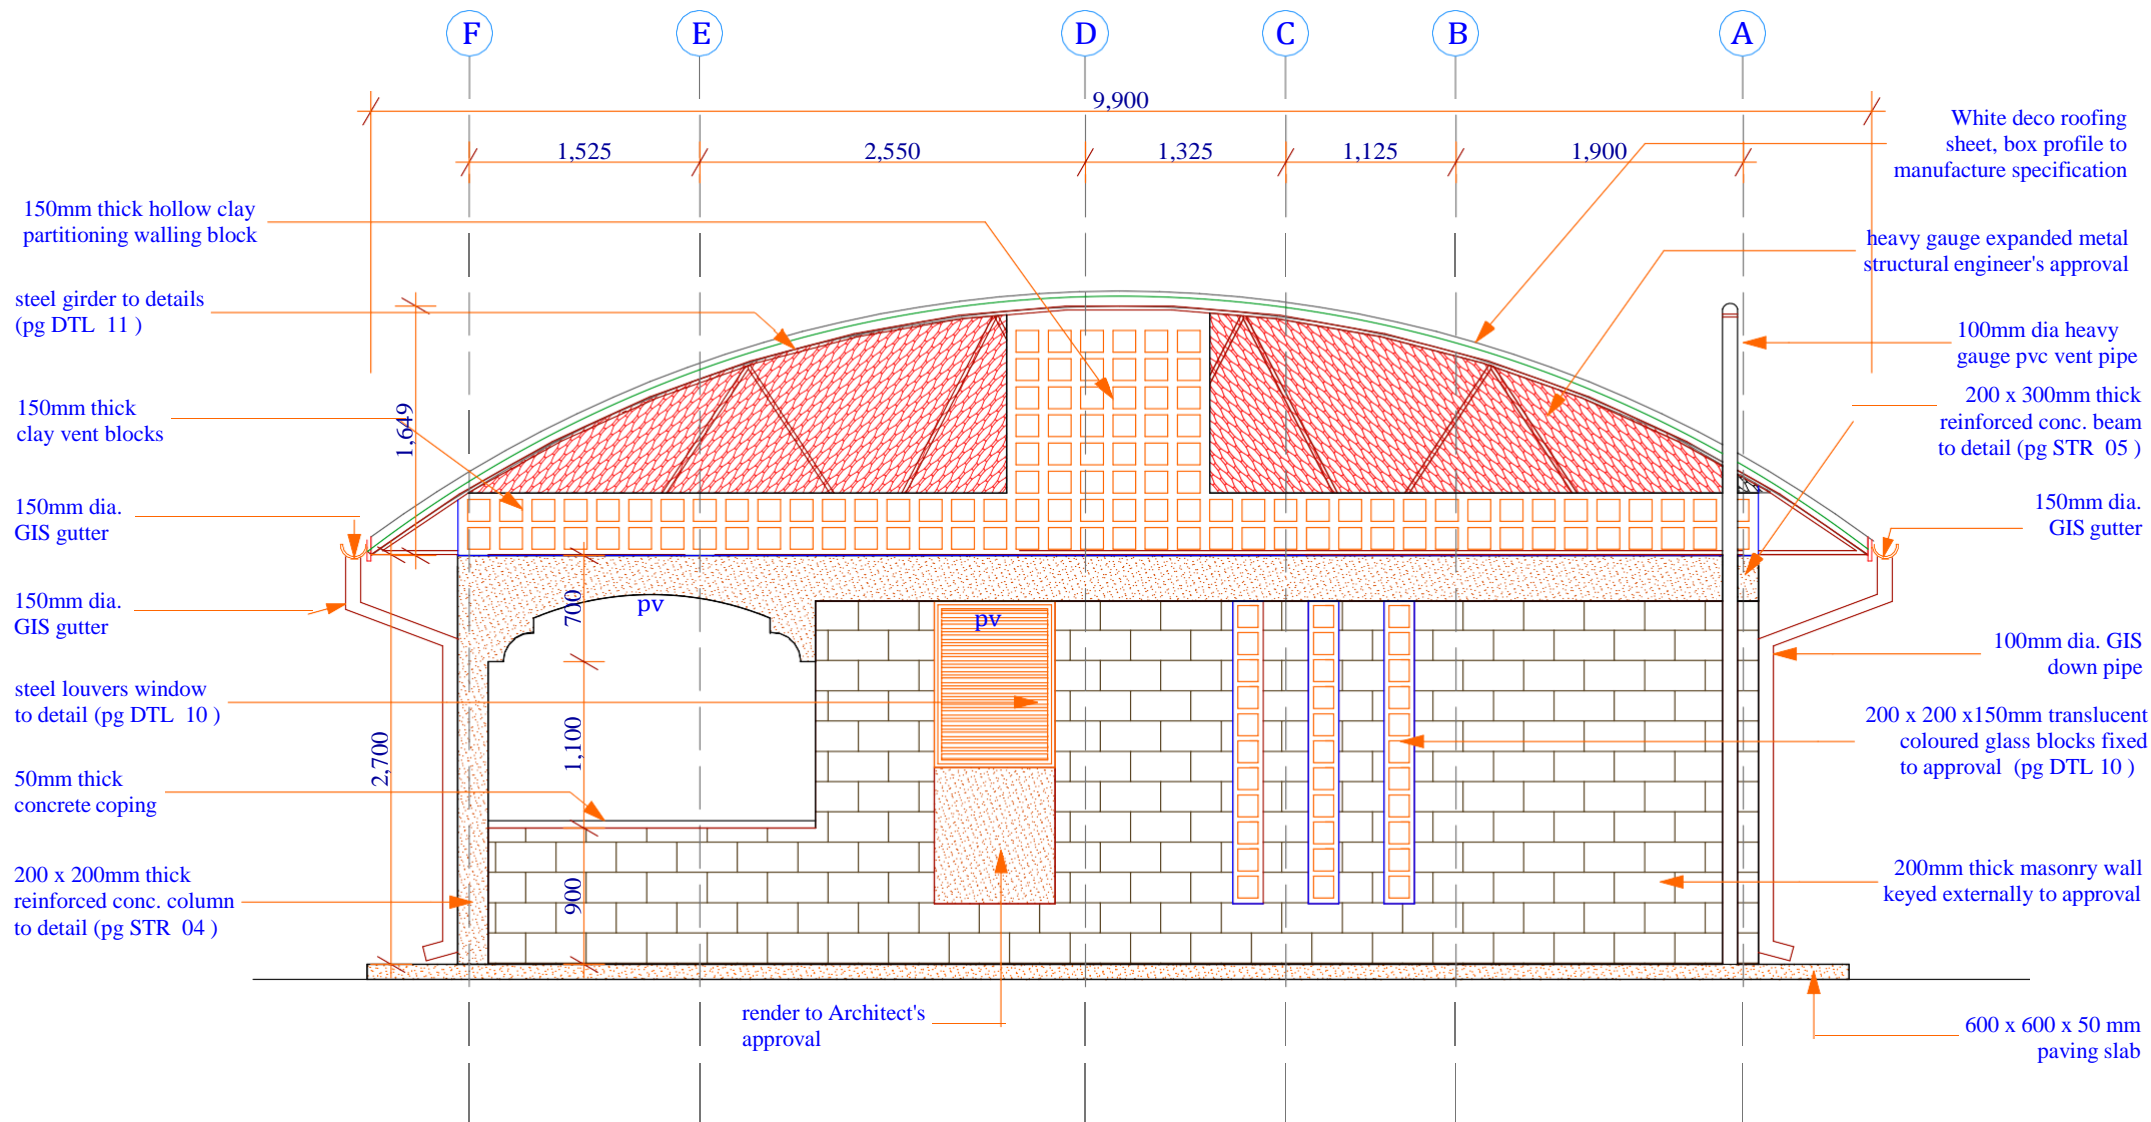 F E D C B A
9,900
1,525 2,550 1,325 1,125 1,900
White deco roofing
sheet, box profile to
manufacture specification
150mm thick hollow clay
partitioning walling block
heavy gauge expanded metal
structural engineer's approval
steel girder to details
(pg DTL 11 )
100mm dia heavy
gauge pvc vent pipe
150mm thick
clay vent blocks
1,649
200 x 300mm thick
reinforced conc. beam
to detail (pg STR 05 )
150mm dia.
GIS gutter
150mm dia.
GIS gutter
150mm dia.
GIS gutter
pv
700
pv
100mm dia. GIS
down pipe
steel louvers window
to detail (pg DTL 10 )
1,100
2,700
200 x 200 x150mm translucent
coloured glass blocks fixed
to approval (pg DTL 10 )
50mm thick
concrete coping
200 x 200mm thick
reinforced conc. column
to detail (pg STR 04 )
900
200mm thick masonry wall
keyed externally to approval
render to Architect's
approval
600 x 600 x 50 mm
paving slab